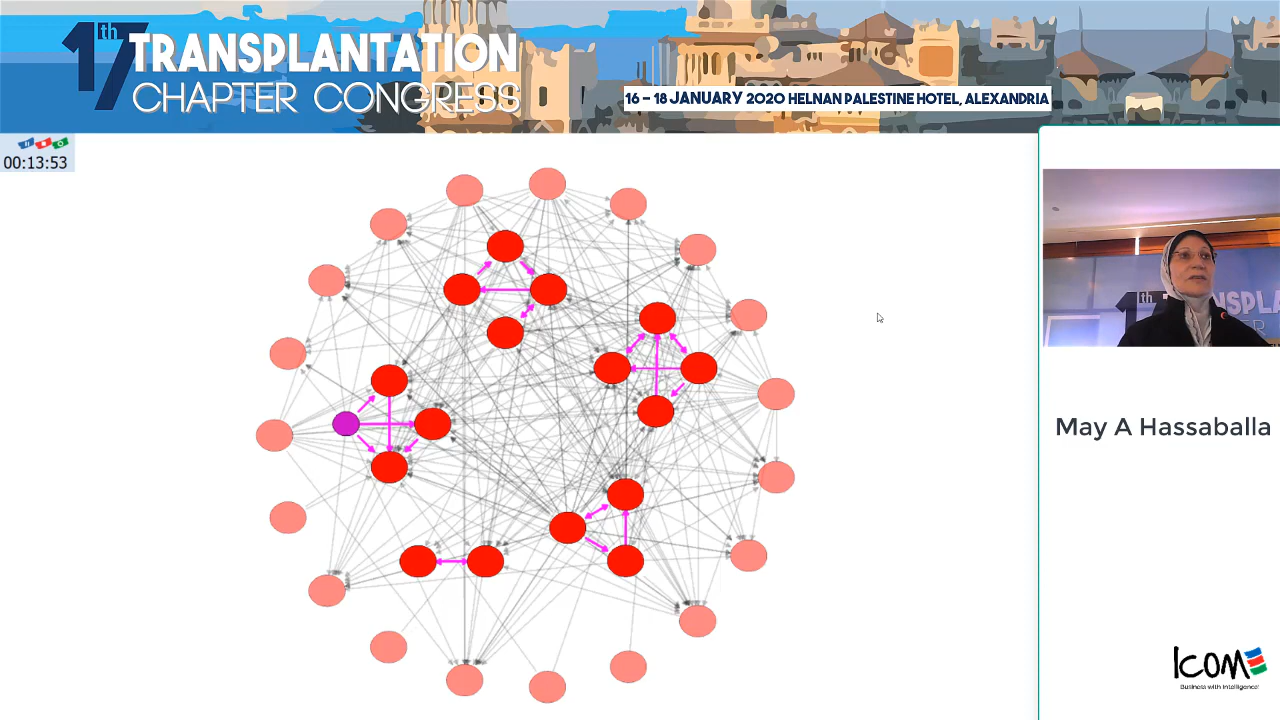 17th TRANSPLANTATION
CHAPTER CONGRESS
16 – 18 JANUARY 2020 HELNAN PALESTINE HOTEL, ALEXANDRIA
00:13:53
th
May A Hassaballa
ICOM
Business with Intelligence